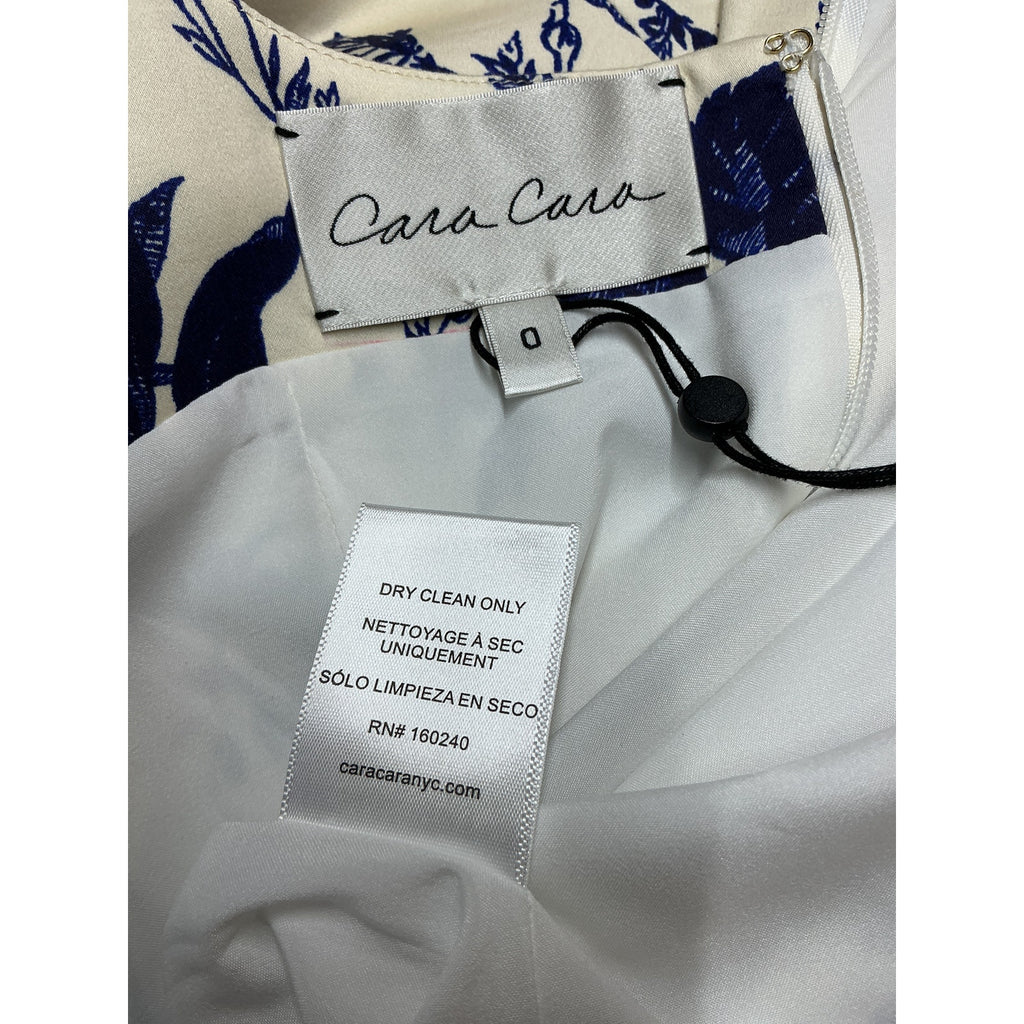 Cara Cara
0
DRY CLEAN ONLY
NETTOYAGE À SEC
UNIQUEMENT
SÓLO LIMPIEZA EN SECO
RN# 160240
caracaranyc.com